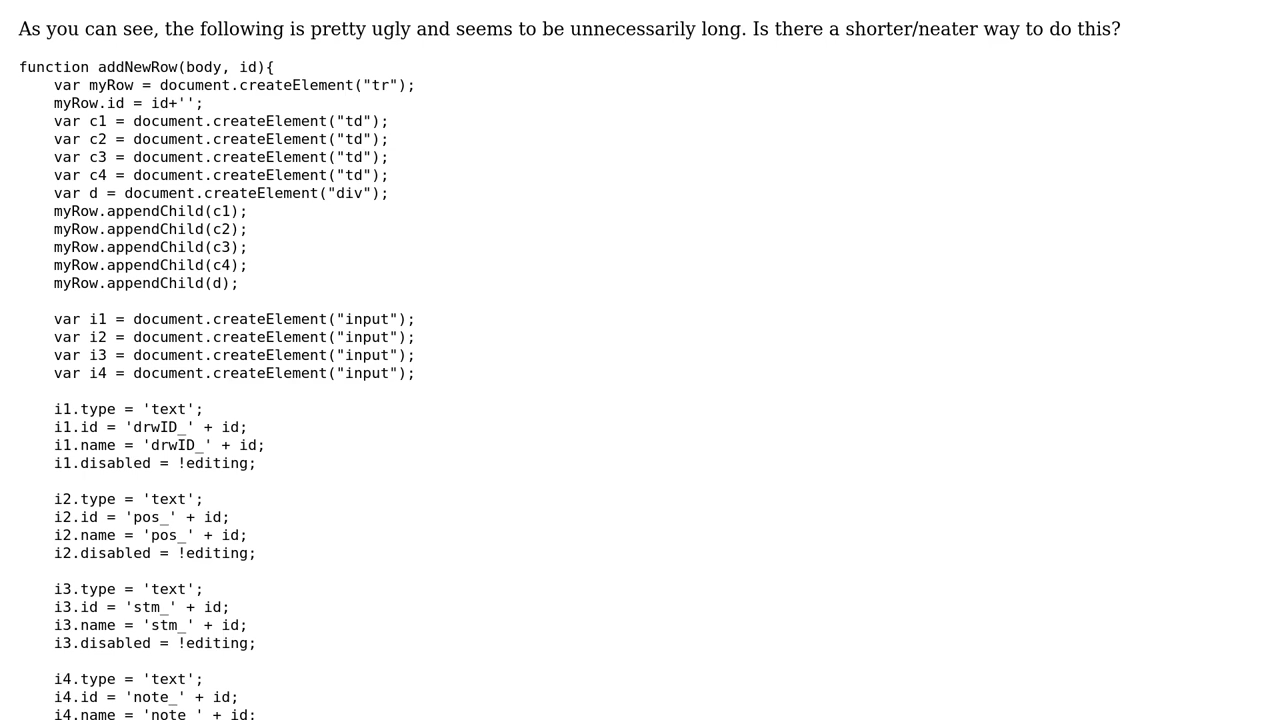 As you can see, the following is pretty ugly and seems to be unnecessarily long. Is there a shorter/neater way to do this?
function addNewRow(body, id){
    var myRow = document.createElement("tr");
    myRow.id = id+'';
    var c1 = document.createElement("td");
    var c2 = document.createElement("td");
    var c3 = document.createElement("td");
    var c4 = document.createElement("td");
    var d = document.createElement("div");
    myRow.appendChild(c1);
    myRow.appendChild(c2);
    myRow.appendChild(c3);
    myRow.appendChild(c4);
    myRow.appendChild(d);
    var i1 = document.createElement("input");
    var i2 = document.createElement("input");
    var i3 = document.createElement("input");
    var i4 = document.createElement("input");
    i1.type = 'text';
    i1.id = 'drwID_' + id;
    i1.name = 'drwID_' + id;
    i1.disabled = !editing;
    i2.type = 'text';
    i2.id = 'pos_' + id;
    i2.name = 'pos_' + id;
    i2.disabled = !editing;
    i3.type = 'text';
    i3.id = 'stm_' + id;
    i3.name = 'stm_' + id;
    i3.disabled = !editing;
    i4.type = 'text';
    i4.id = 'note_' + id;
    i4.name = 'note_' + id;